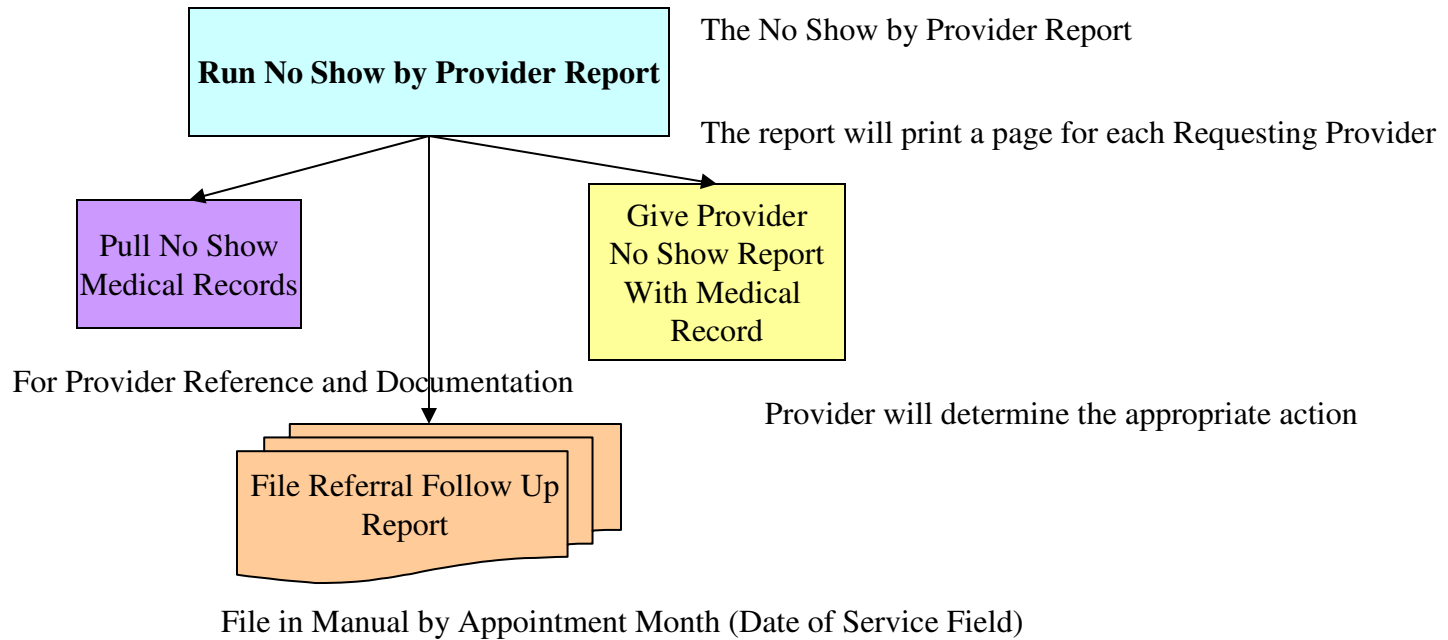 The No Show by Provider Report
Run No Show by Provider Report
The report will print a page for each Requesting Provider
Pull No Show
Medical Records
Give Provider
No Show Report
With Medical
Record
For Provider Reference and Documentation
Provider will determine the appropriate action
File Referral Follow Up
Report
File in Manual by Appointment Month (Date of Service Field)